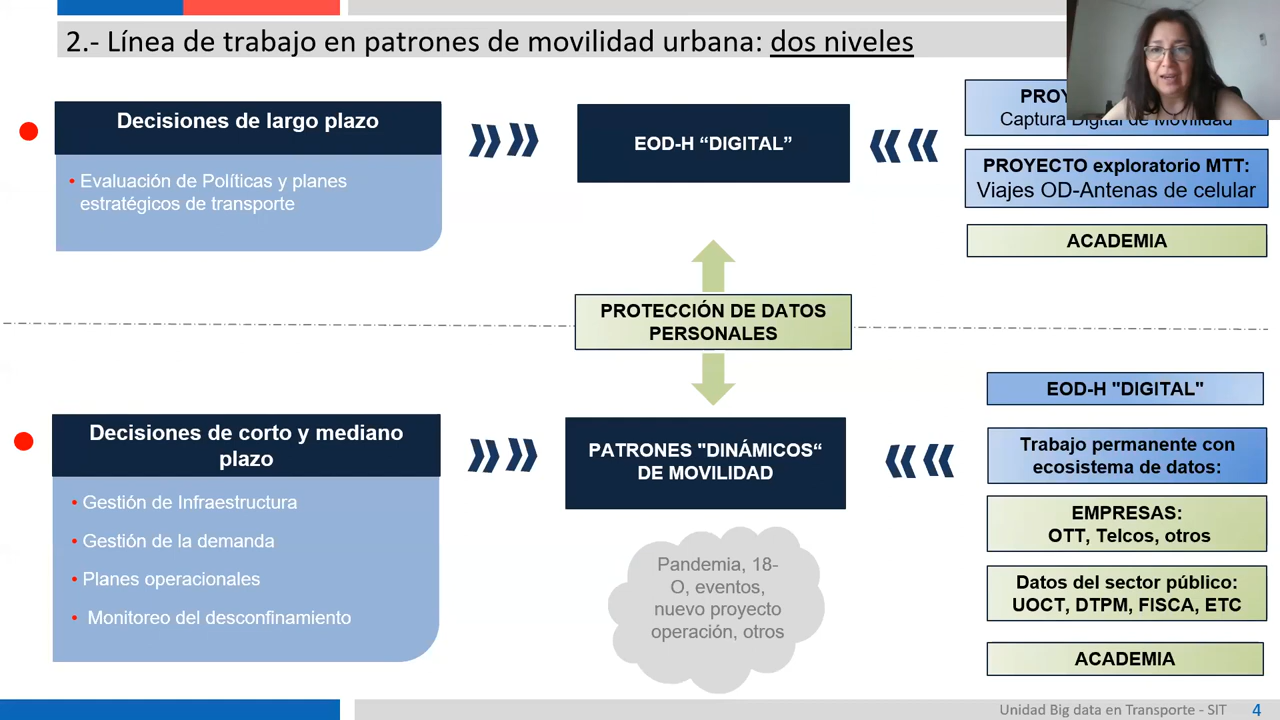 2.- Línea de trabajo en patrones de movilidad urbana: dos niveles
Decisiones de largo plazo
• Evaluación de Políticas y planes
estratégicos de transporte
EOD-H “DIGITAL”
Captura Digital de Movilidad
PROYECTO exploratorio MTT:
Viajes OD-Antenas de celular
ACADEMIA
PROTECCIÓN DE DATOS
PERSONALES
Decisiones de corto y mediano
plazo
• Gestión de Infraestructura
• Gestión de la demanda
• Planes operacionales
• Monitoreo del desconfinamiento
PATRONES "DINÁMICOS“
DE MOVILIDAD
Pandemia, 18-
O, eventos,
nuevo proyecto
operación, otros
EOD-H "DIGITAL"
Trabajo permanente con
ecosistema de datos:
EMPRESAS:
OTT, Telcos, otros
Datos del sector público:
UOCT, DTPM, FISCA, ETC
ACADEMIA
Unidad Big data en Transporte - SIT 4